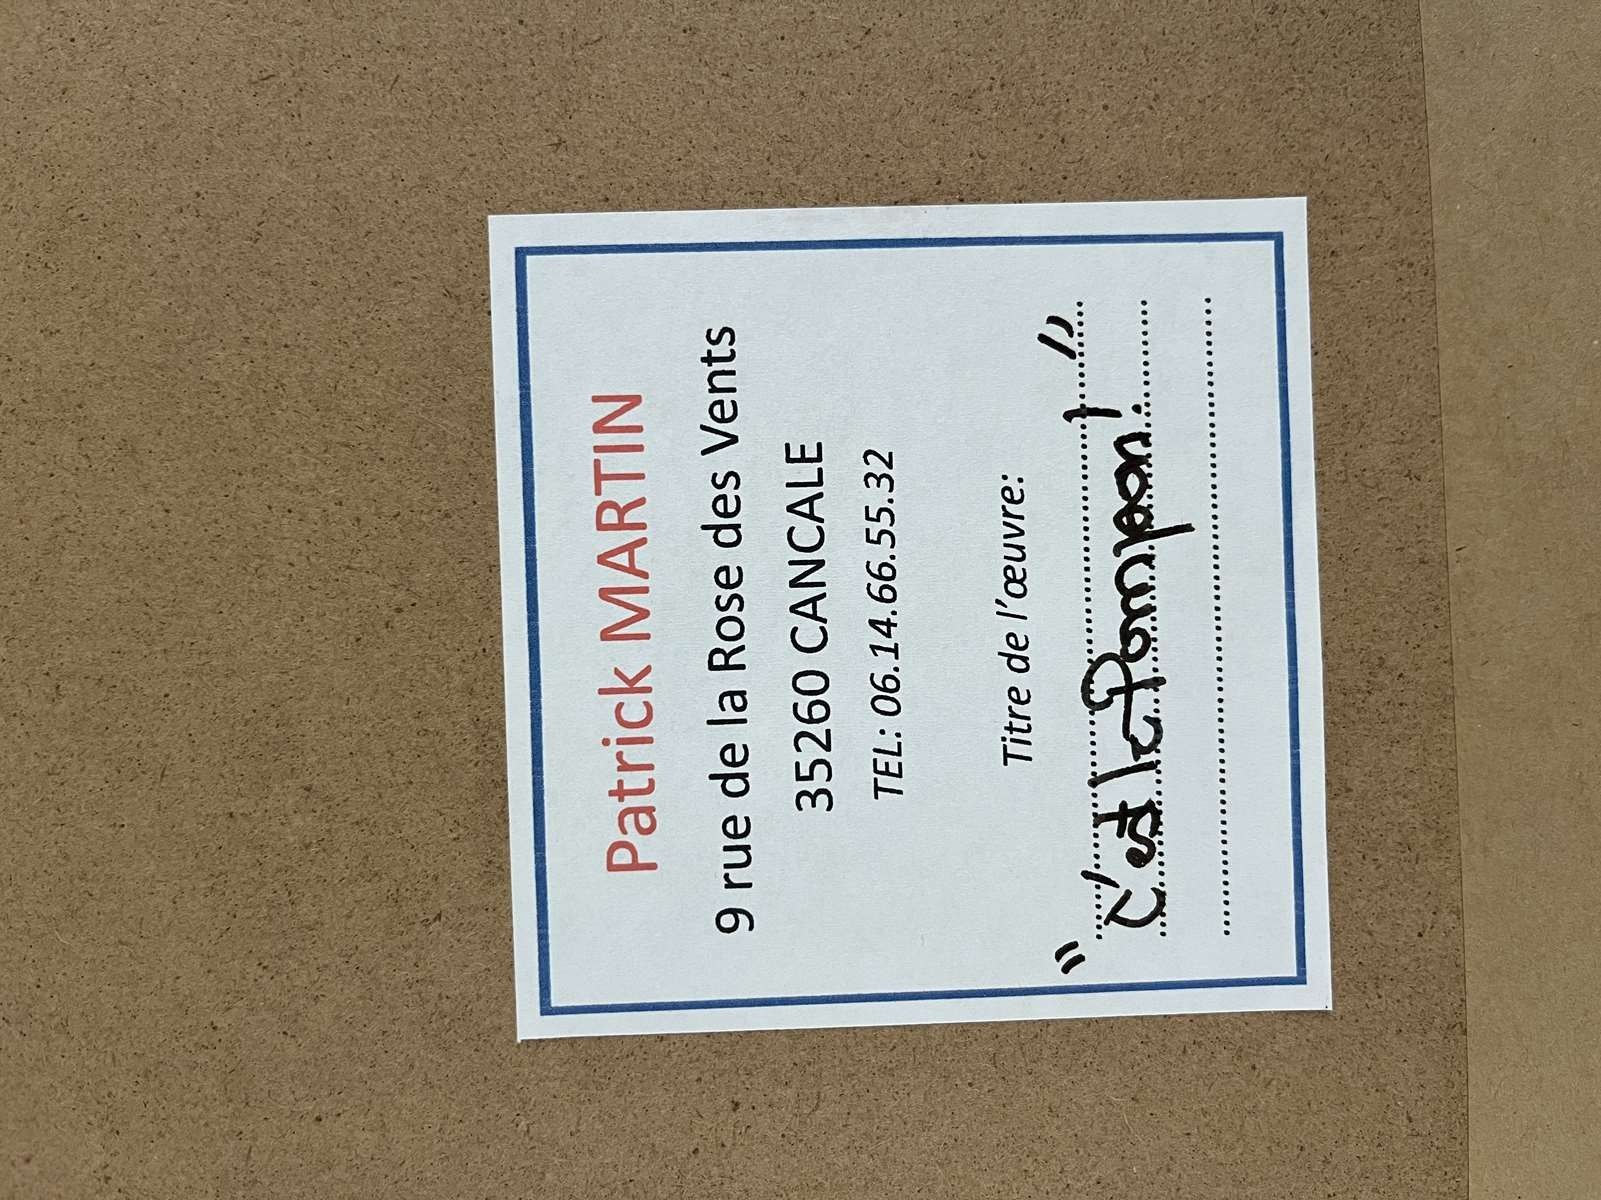 Patrick MARTIN
9 rue de la Rose des Vents
35260 CANCALE
TEL: 06.14.66.55.32
Titre de l'œuvre:
"C'est le Pompon!"